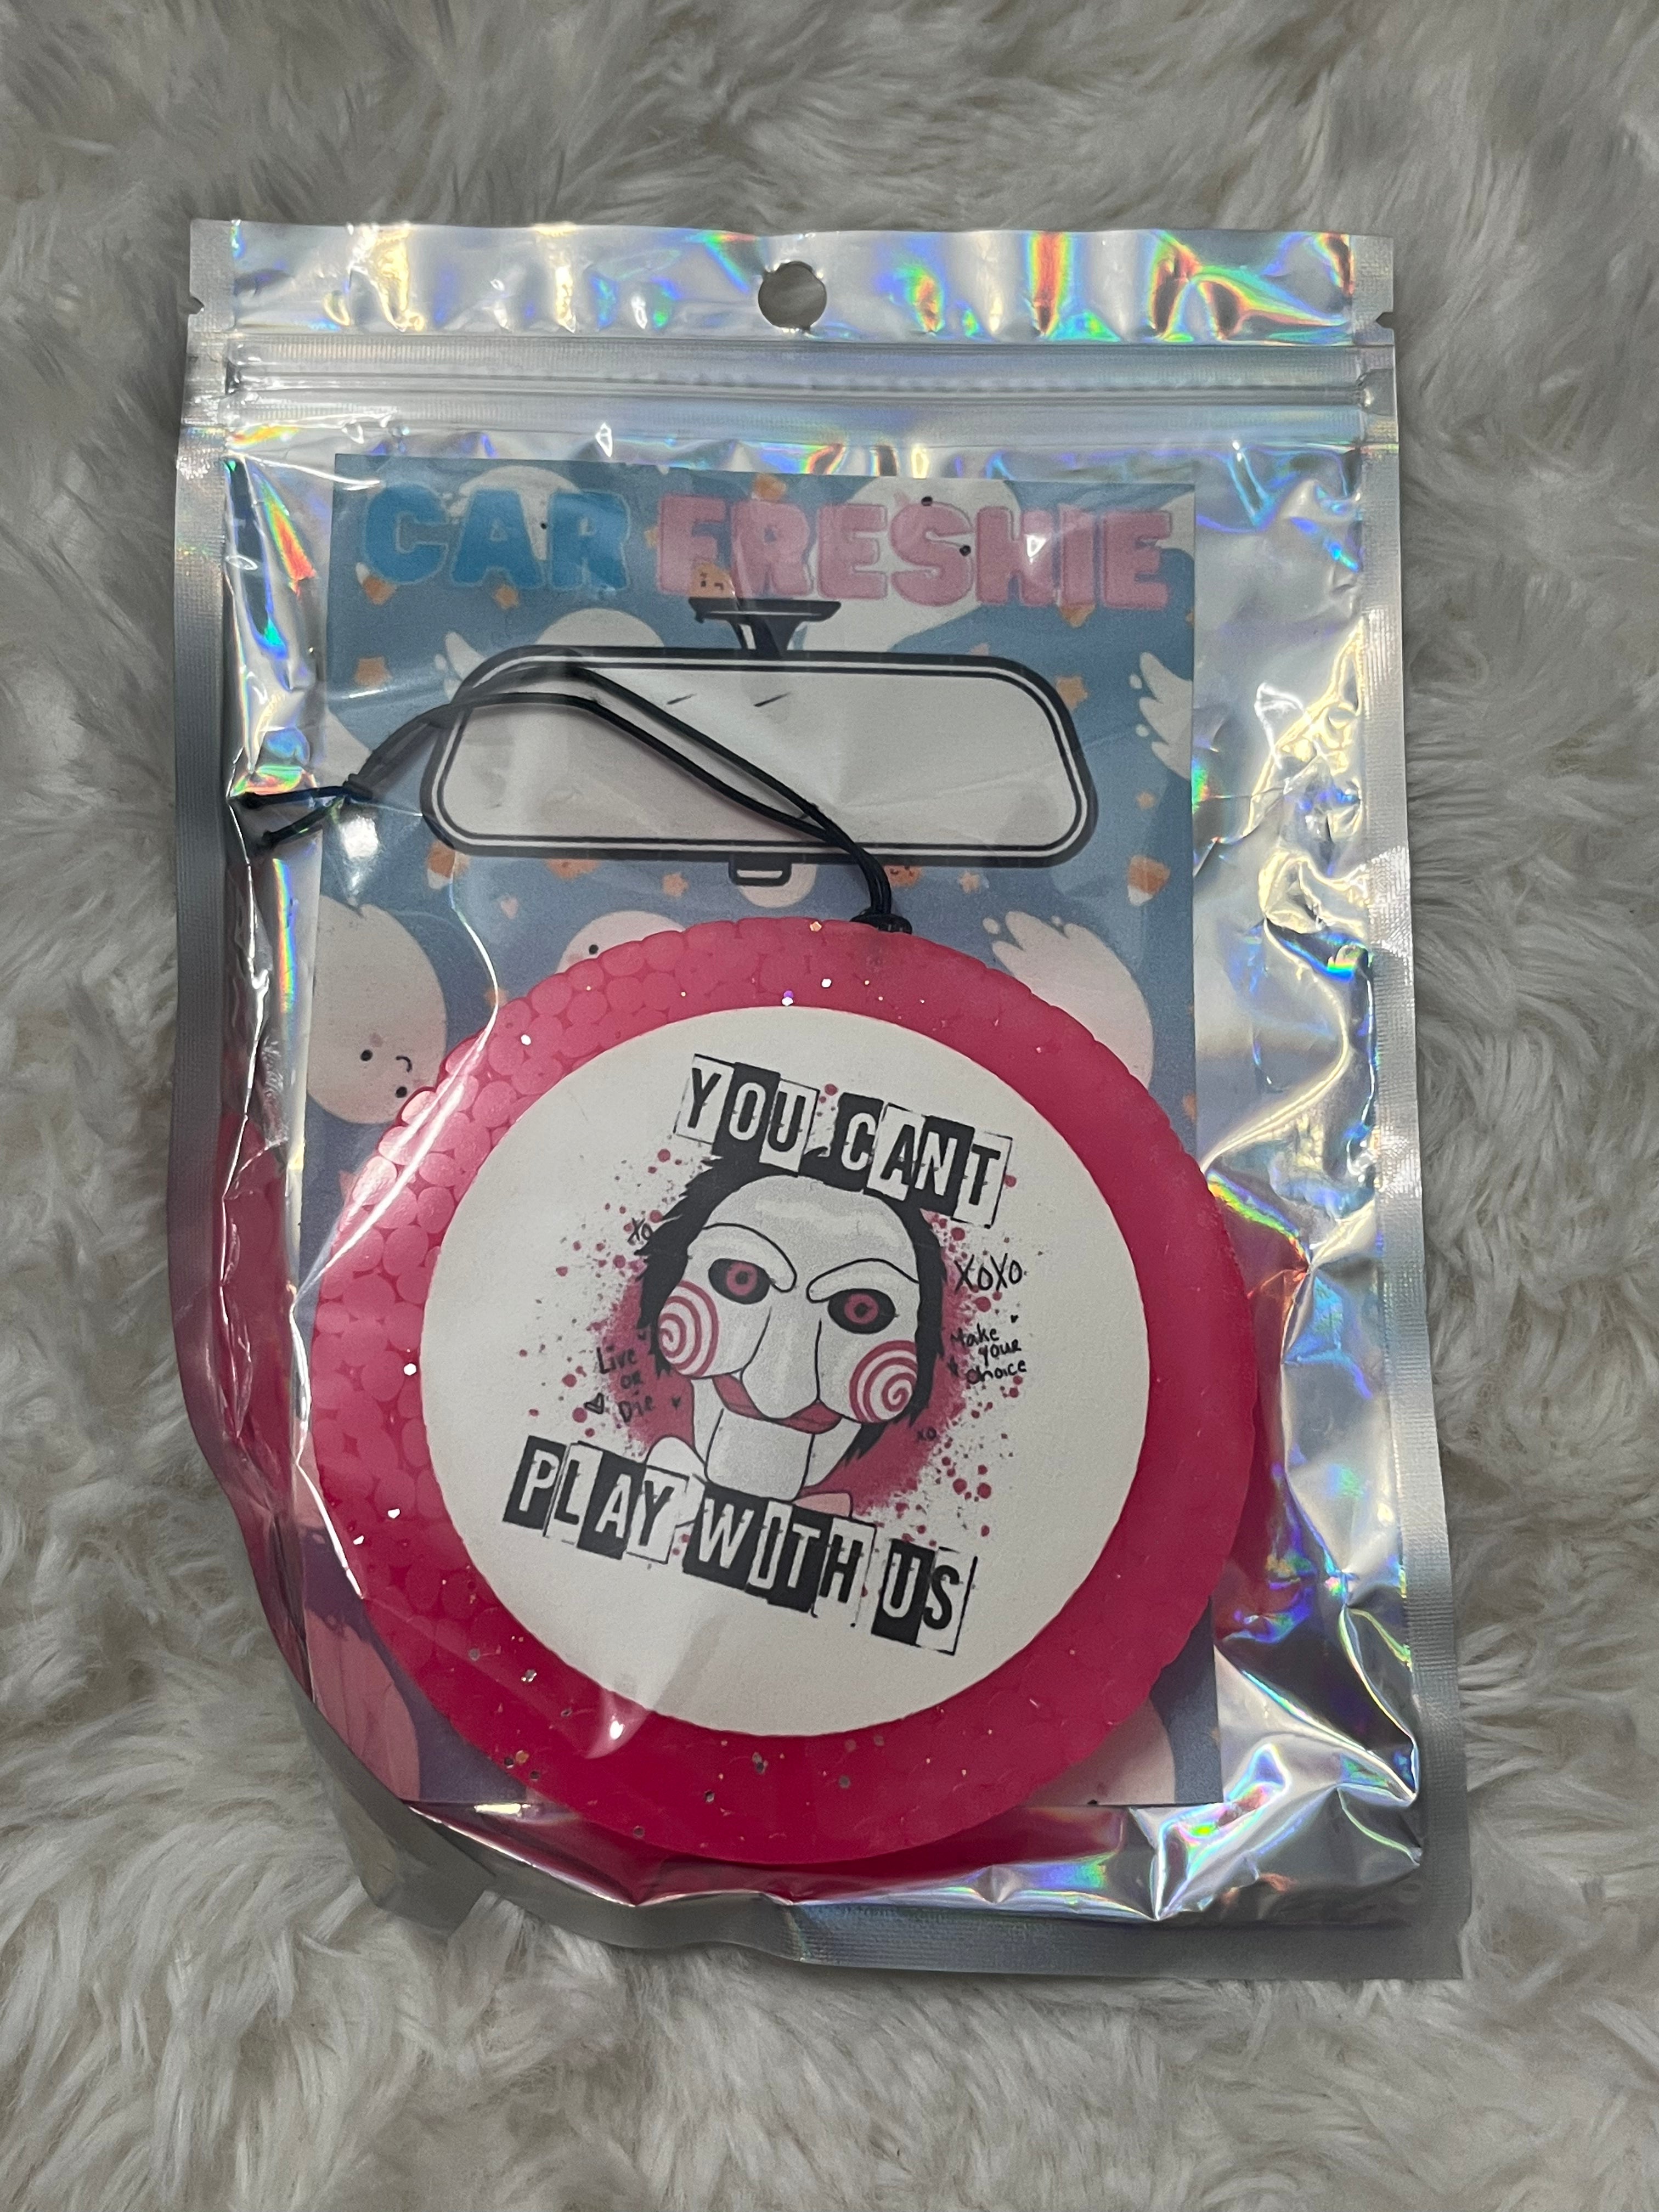 CAR FRESHIE
YOU CANT
xo
XOXO
Make
your
choice
Live
OR
Die
xo
PLAY WITH US